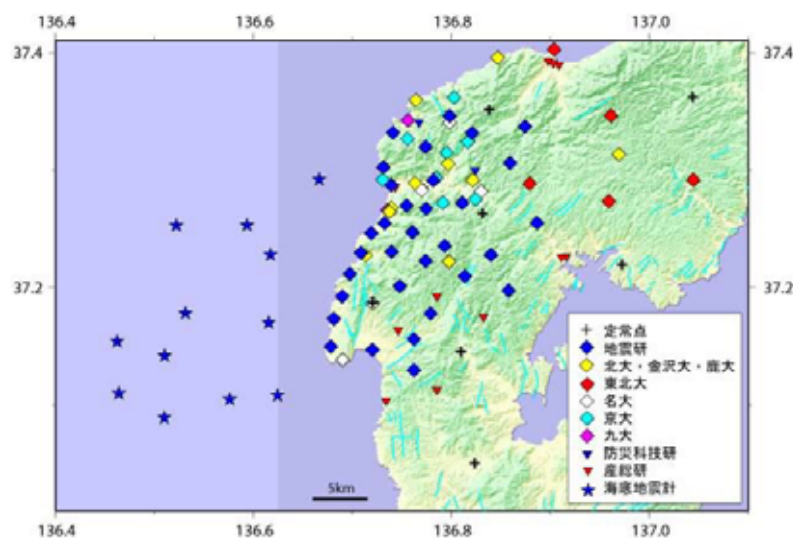 136.4 136.6 136.8 137.0
37.4 37.4
37.2 37.2
定常点
地震研
北大・金沢大・鹿大
東北大
名大
京大
九大
防災科技研
産総研
海底地震計
5km
136.4 136.6 136.8 137.0